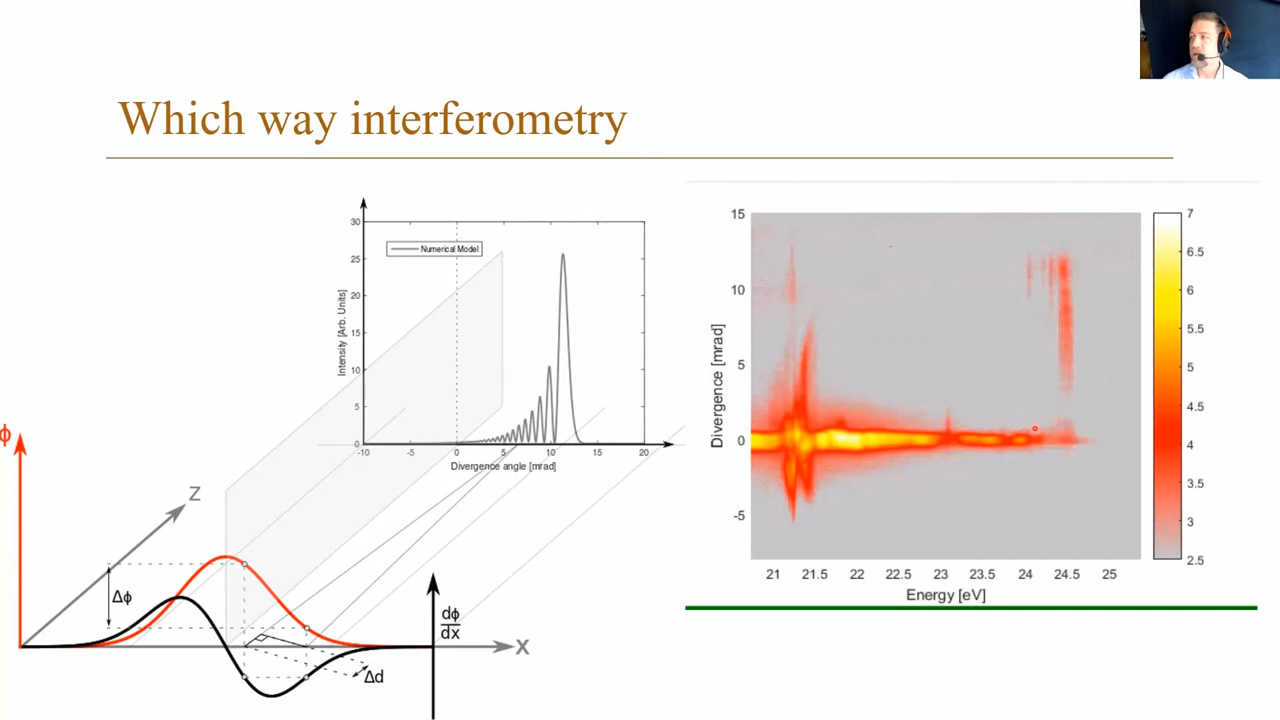 Which way interferometry
30
25
20
15
10
5
0
Intensity [Arb. Units]
Numerical Model
-10
-5
0
5
10
15
20
Divergence angle [mrad]
ϕ
Z
Δϕ
dϕ
dx
X
Δd
15
10
5
0
-5
Divergence [mrad]
21
21.5
22
22.5
23
23.5
24
24.5
25
Energy [eV]
7
6.5
6
5.5
5
4.5
4
3.5
3
2.5